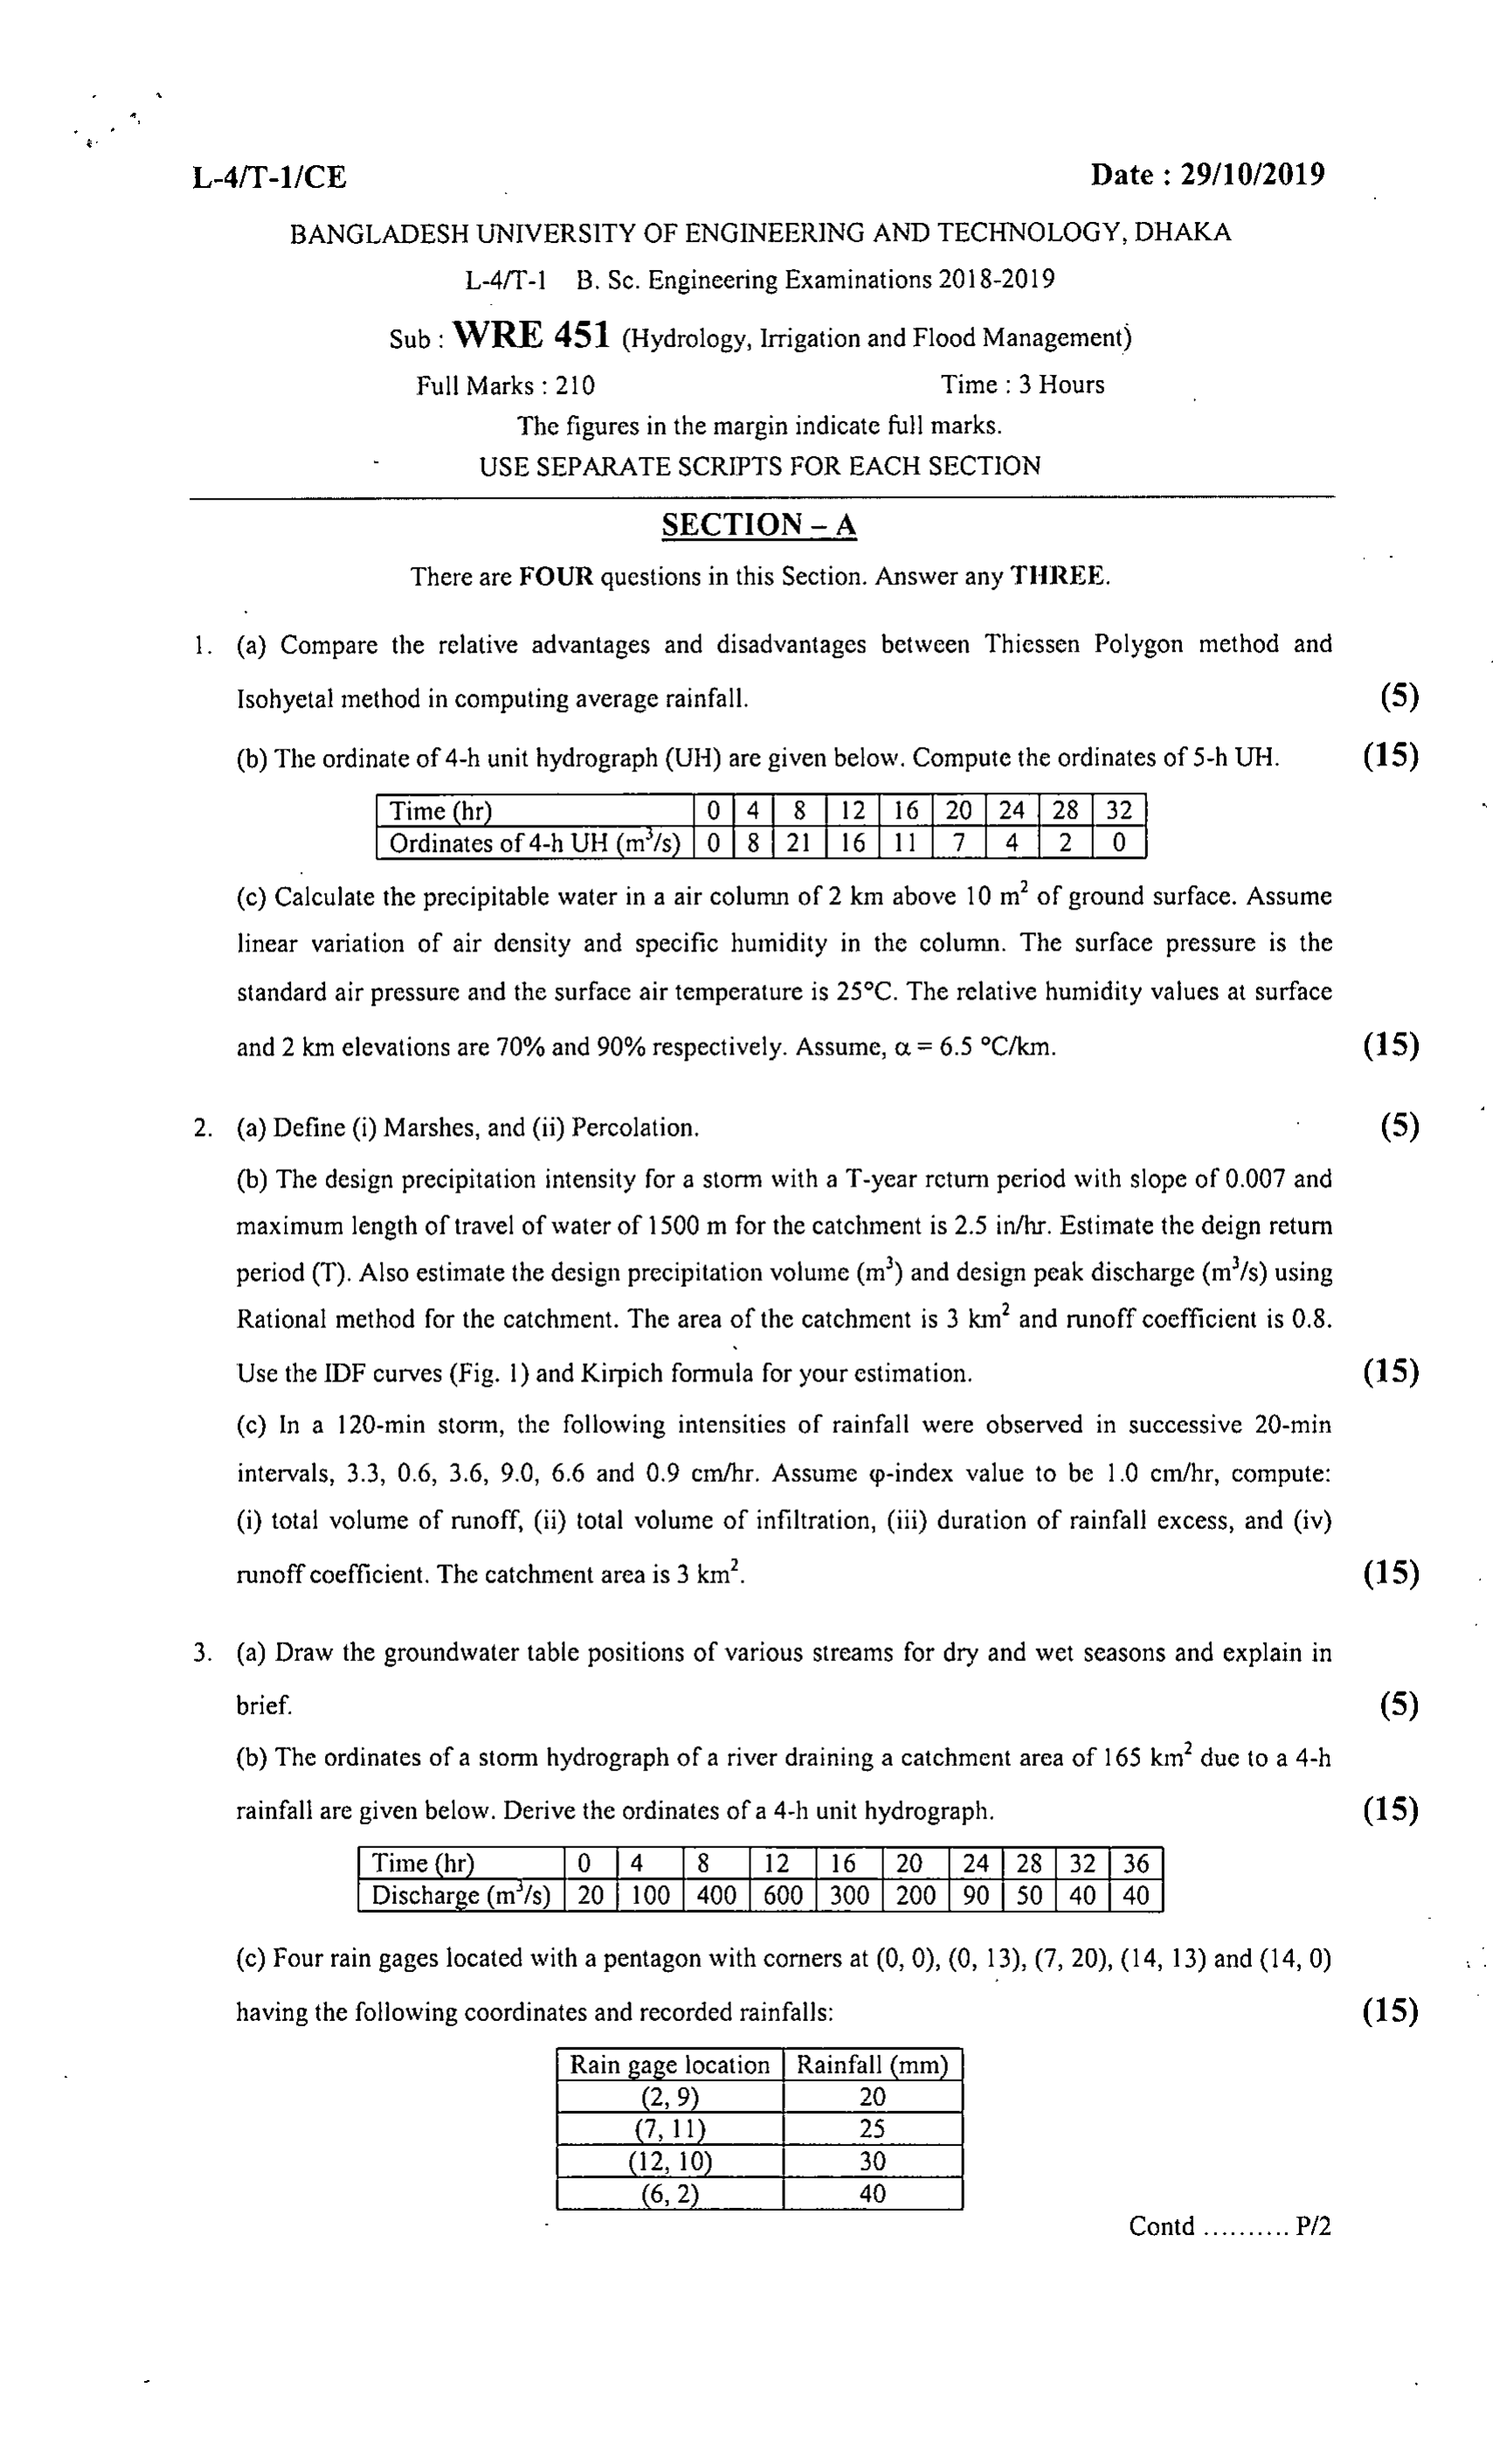 L-4/T-1/CE Date : 29/10/2019
BANGLADESH UNIVERSITY OF ENGINEERING AND TECHNOLOGY, DHAKA
L-4/T-1 B. Sc. Engineering Examinations 2018-2019
Sub : WRE 451 (Hydrology, Irrigation and Flood Management)
Full Marks : 210 Time : 3 Hours
The figures in the margin indicate full marks.
USE SEPARATE SCRIPTS FOR EACH SECTION
SECTION – A
There are FOUR questions in this Section. Answer any THREE.
1. (a) Compare the relative advantages and disadvantages between Thiessen Polygon method and
Isohyetal method in computing average rainfall. (5)
(b) The ordinate of 4-h unit hydrograph (UH) are given below. Compute the ordinates of 5-h UH. (15)
Time (hr) 0 4 8 12 16 20 24 28 32
Ordinates of 4-h UH (m³/s) 0 8 21 16 11 7 4 2 0
(c) Calculate the precipitable water in a air column of 2 km above 10 m² of ground surface. Assume
linear variation of air density and specific humidity in the column. The surface pressure is the
standard air pressure and the surface air temperature is 25°C. The relative humidity values at surface
and 2 km elevations are 70% and 90% respectively. Assume, α = 6.5 °C/km. (15)
2. (a) Define (i) Marshes, and (ii) Percolation. (5)
(b) The design precipitation intensity for a storm with a T-year return period with slope of 0.007 and
maximum length of travel of water of 1500 m for the catchment is 2.5 in/hr. Estimate the deign return
period (T). Also estimate the design precipitation volume (m³) and design peak discharge (m³/s) using
Rational method for the catchment. The area of the catchment is 3 km² and runoff coefficient is 0.8.
Use the IDF curves (Fig. 1) and Kirpich formula for your estimation. (15)
(c) In a 120-min storm, the following intensities of rainfall were observed in successive 20-min
intervals, 3.3, 0.6, 3.6, 9.0, 6.6 and 0.9 cm/hr. Assume φ-index value to be 1.0 cm/hr, compute:
(i) total volume of runoff, (ii) total volume of infiltration, (iii) duration of rainfall excess, and (iv)
runoff coefficient. The catchment area is 3 km². (15)
3. (a) Draw the groundwater table positions of various streams for dry and wet seasons and explain in
brief. (5)
(b) The ordinates of a storm hydrograph of a river draining a catchment area of 165 km² due to a 4-h
rainfall are given below. Derive the ordinates of a 4-h unit hydrograph. (15)
Time (hr) 0 4 8 12 16 20 24 28 32 36
Discharge (m³/s) 20 100 400 600 300 200 90 50 40 40
(c) Four rain gages located with a pentagon with corners at (0, 0), (0, 13), (7, 20), (14, 13) and (14, 0)
having the following coordinates and recorded rainfalls: (15)
Rain gage location Rainfall (mm)
(2, 9) 20
(7, 11) 25
(12, 10) 30
(6, 2) 40
Contd .......... P/2